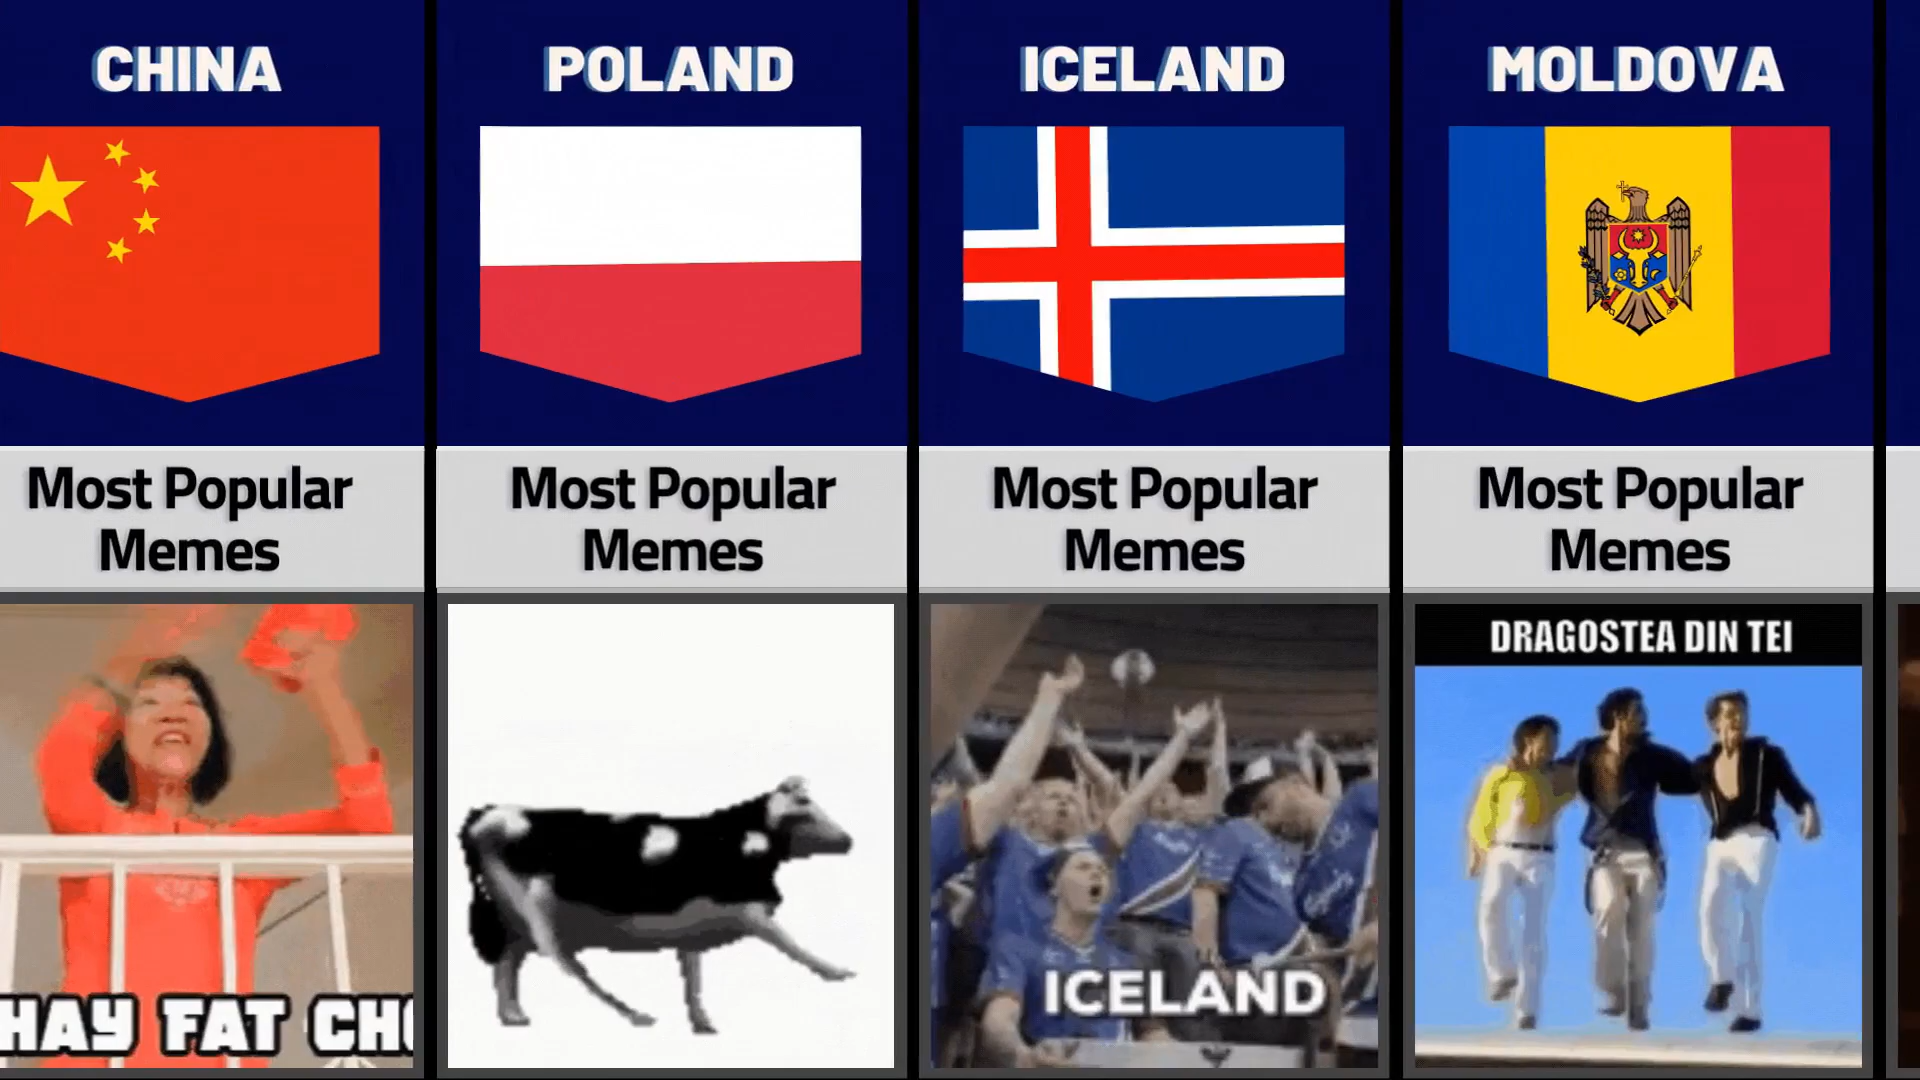 CHINA
POLAND
ICELAND
MOLDOVA
Most Popular
Memes
Most Popular
Memes
Most Popular
Memes
Most Popular
Memes
HAY FAT
ICELAND
DRAGOSTEA DIN TEI